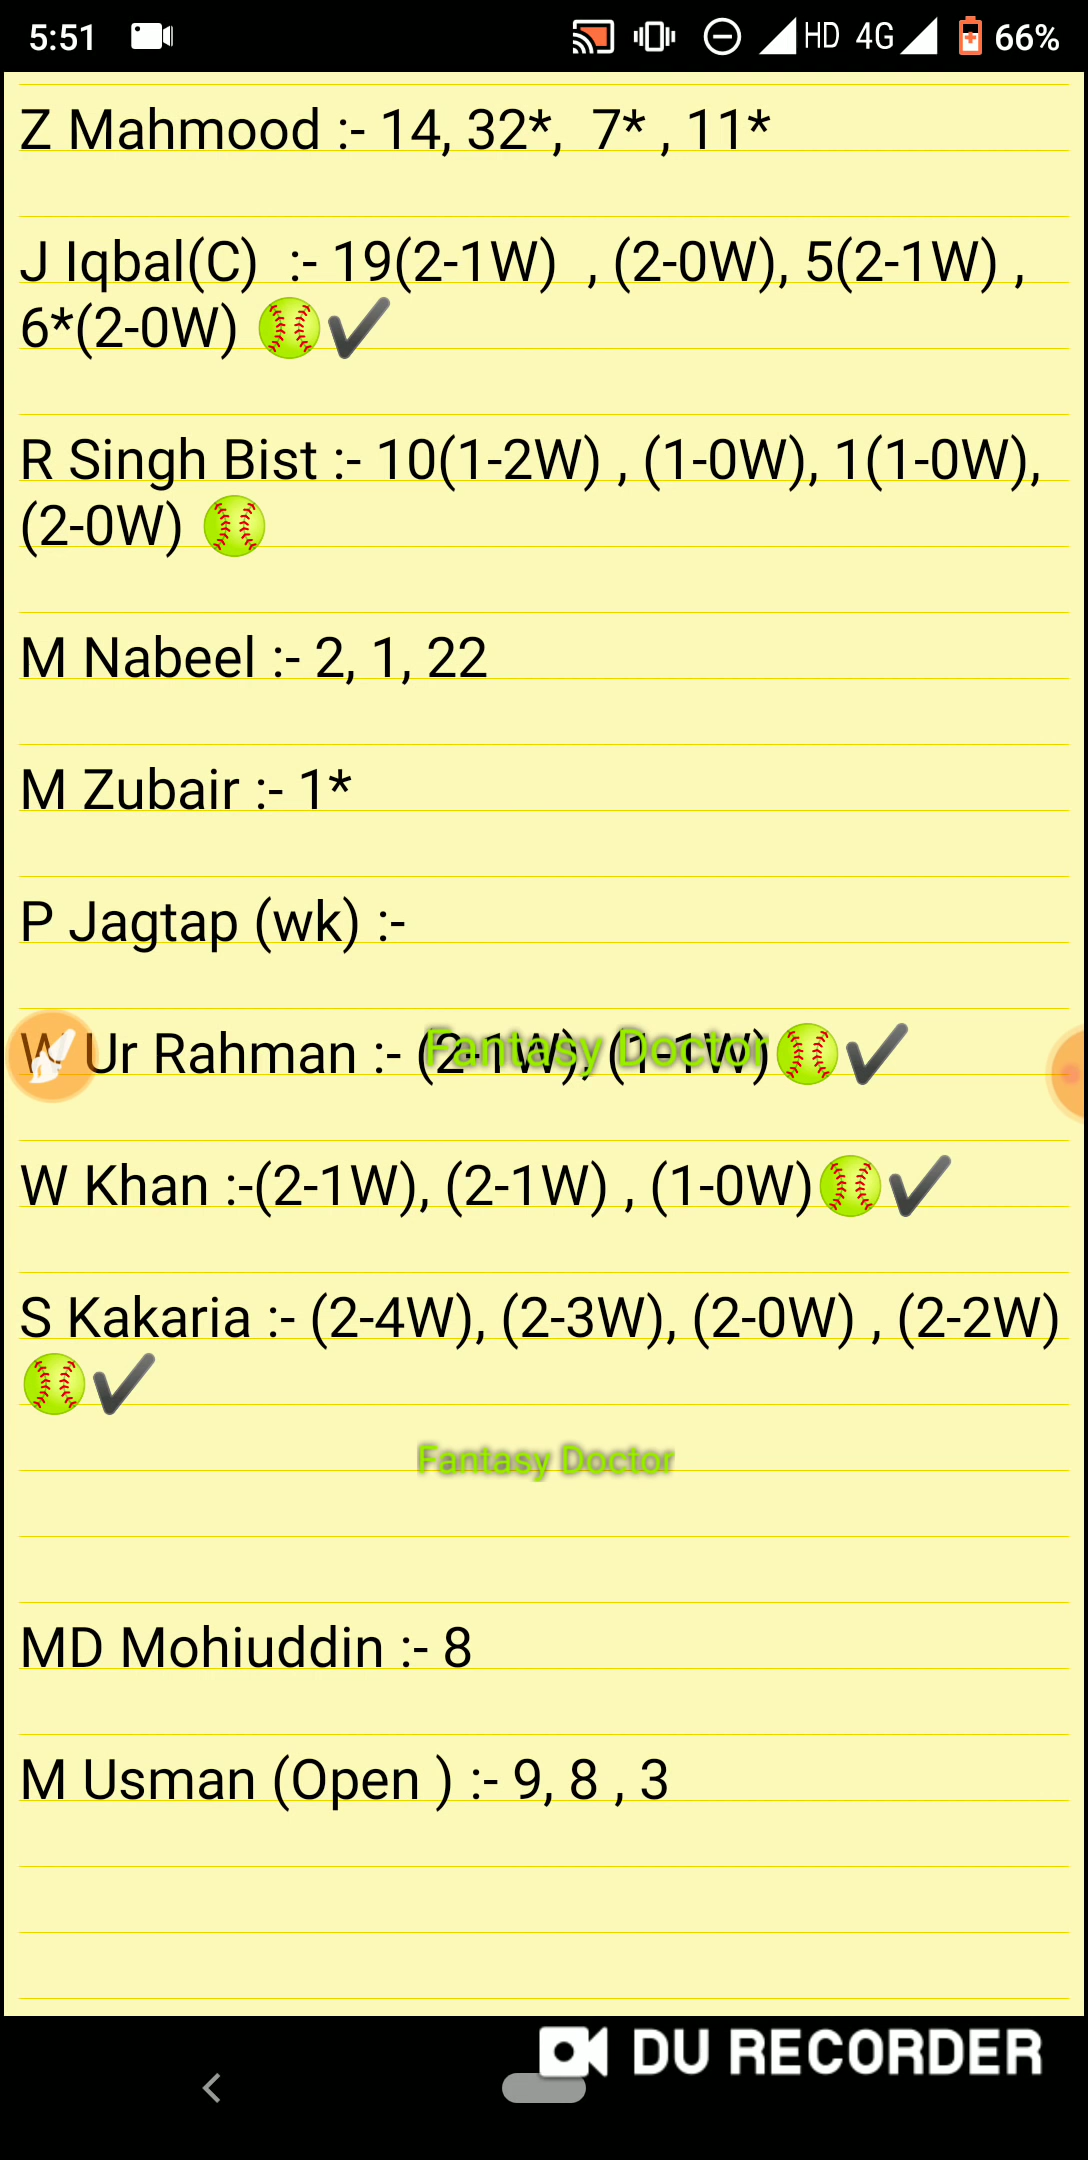 5:51 HD 4G 66%
Z Mahmood :- 14, 32*, 7* , 11*
J Iqbal(C) :- 19(2-1W) , (2-0W), 5(2-1W) ,
6*(2-0W) 🥎✔
R Singh Bist :- 10(1-2W) , (1-0W), 1(1-0W),
(2-0W) 🥎
M Nabeel :- 2, 1, 22
M Zubair :- 1*
P Jagtap (wk) :-
W Ur Rahman :- (2-1W), (1-1W)🥎✔
Fantasy Doctor
W Khan :-(2-1W), (2-1W) , (1-0W)🥎✔
S Kakaria :- (2-4W), (2-3W), (2-0W) , (2-2W)
🥎✔
Fantasy Doctor
MD Mohiuddin :- 8
M Usman (Open ) :- 9, 8 , 3
DU RECORDER